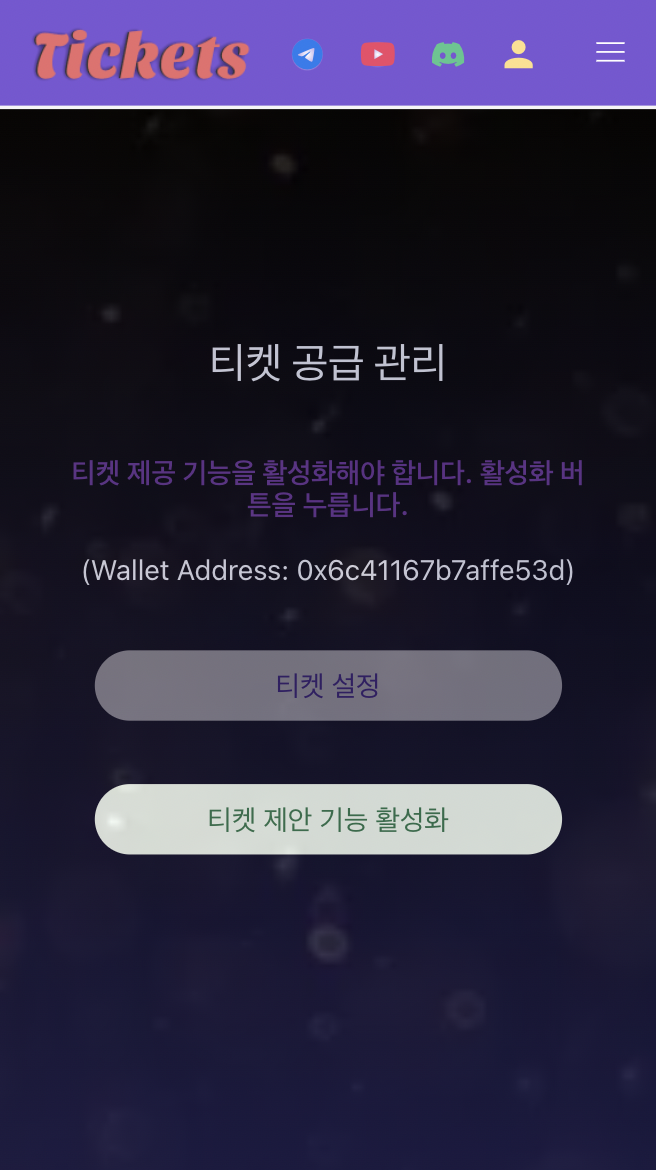 Tickets
티켓 공급 관리
티켓 제공 기능을 활성화해야 합니다. 활성화 버
튼을 누릅니다.
(Wallet Address: 0x6c41167b7affe53d)
티켓 설정
티켓 제안 기능 활성화